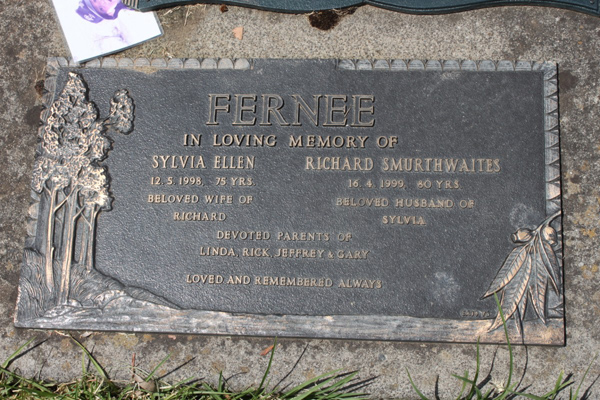 FERNEE
IN LOVING MEMORY OF
SYLVIA ELLEN RICHARD SMURTHWAITES
12.5.1998, 75 YRS. 16.4.1999, 80 YRS.
BELOVED WIFE OF BELOVED HUSBAND OF
RICHARD SYLVIA
DEVOTED PARENTS OF
LINDA, RICK, JEFFREY & GARY
LOVED AND REMEMBERED ALWAYS